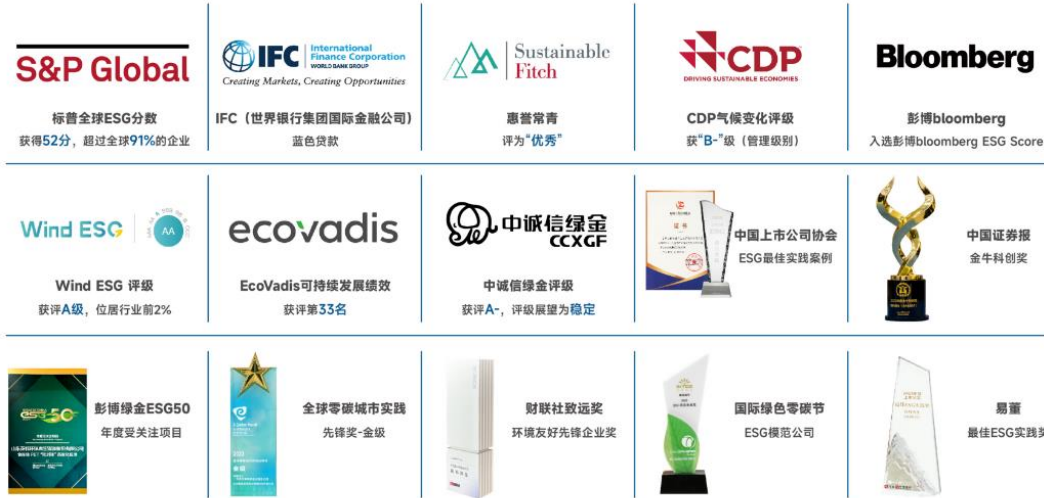 S&P Global
标普全球ESG分数
获得52分，超过全球91%的企业
IFC
International
Finance Corporation
WORLD BANK GROUP
Creating Markets, Creating Opportunities
IFC（世界银行集团国际金融公司）
蓝色贷款
Sustainable
Fitch
惠誉常青
评为“优秀”
CDP
DRIVING SUSTAINABLE ECONOMIES
CDP气候变化评级
获“B-”级（管理级别）
Bloomberg
彭博bloomberg
入选彭博bloomberg ESG Score
Wind ESG
AA
Wind ESG 评级
获评A级，位居行业前2%
ecovadis
EcoVadis可持续发展绩效
获评第33名
中诚信绿金
CCXGF
中诚信绿金评级
获评A-，评级展望为稳定
中国上市公司协会
ESG最佳实践案例
中国证券报
金牛科创奖
ESG50
彭博绿金ESG50
年度受关注项目
金级
全球零碳城市实践
先锋奖-金级
财联社致远奖
环境友好先锋企业奖
国际绿色零碳节
ESG模范公司
易董
最佳ESG实践奖